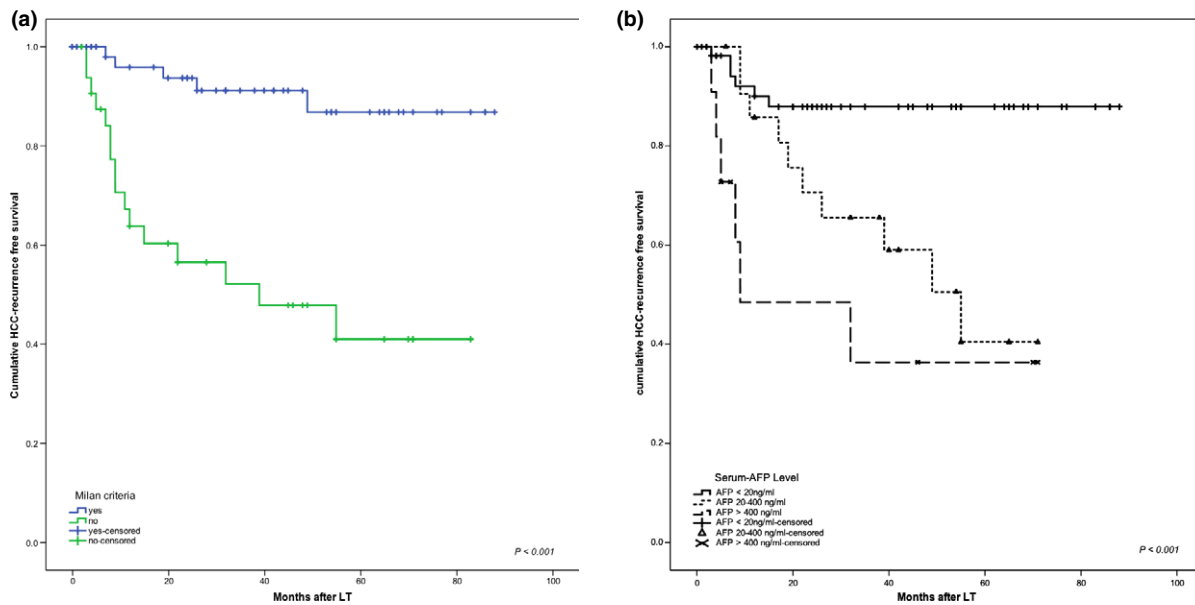 (a)
Cumulative HCC-recurrence free survival
1.0
0.8
0.6
0.4
0.2
0.0
Milan criteria
yes
no
yes-censored
no-censored
P < 0.001
0 20 40 60 80 100
Months after LT
(b)
cumulative HCC-recurrence free survival
1.0
0.8
0.6
0.4
0.2
0.0
Serum-AFP Level
AFP < 20ng/ml
AFP 20-400 ng/ml
AFP > 400 ng/ml
AFP < 20ng/ml-censored
AFP 20-400 ng/ml-censored
AFP > 400 ng/ml-censored
P < 0.001
0 20 40 60 80 100
Months after LT